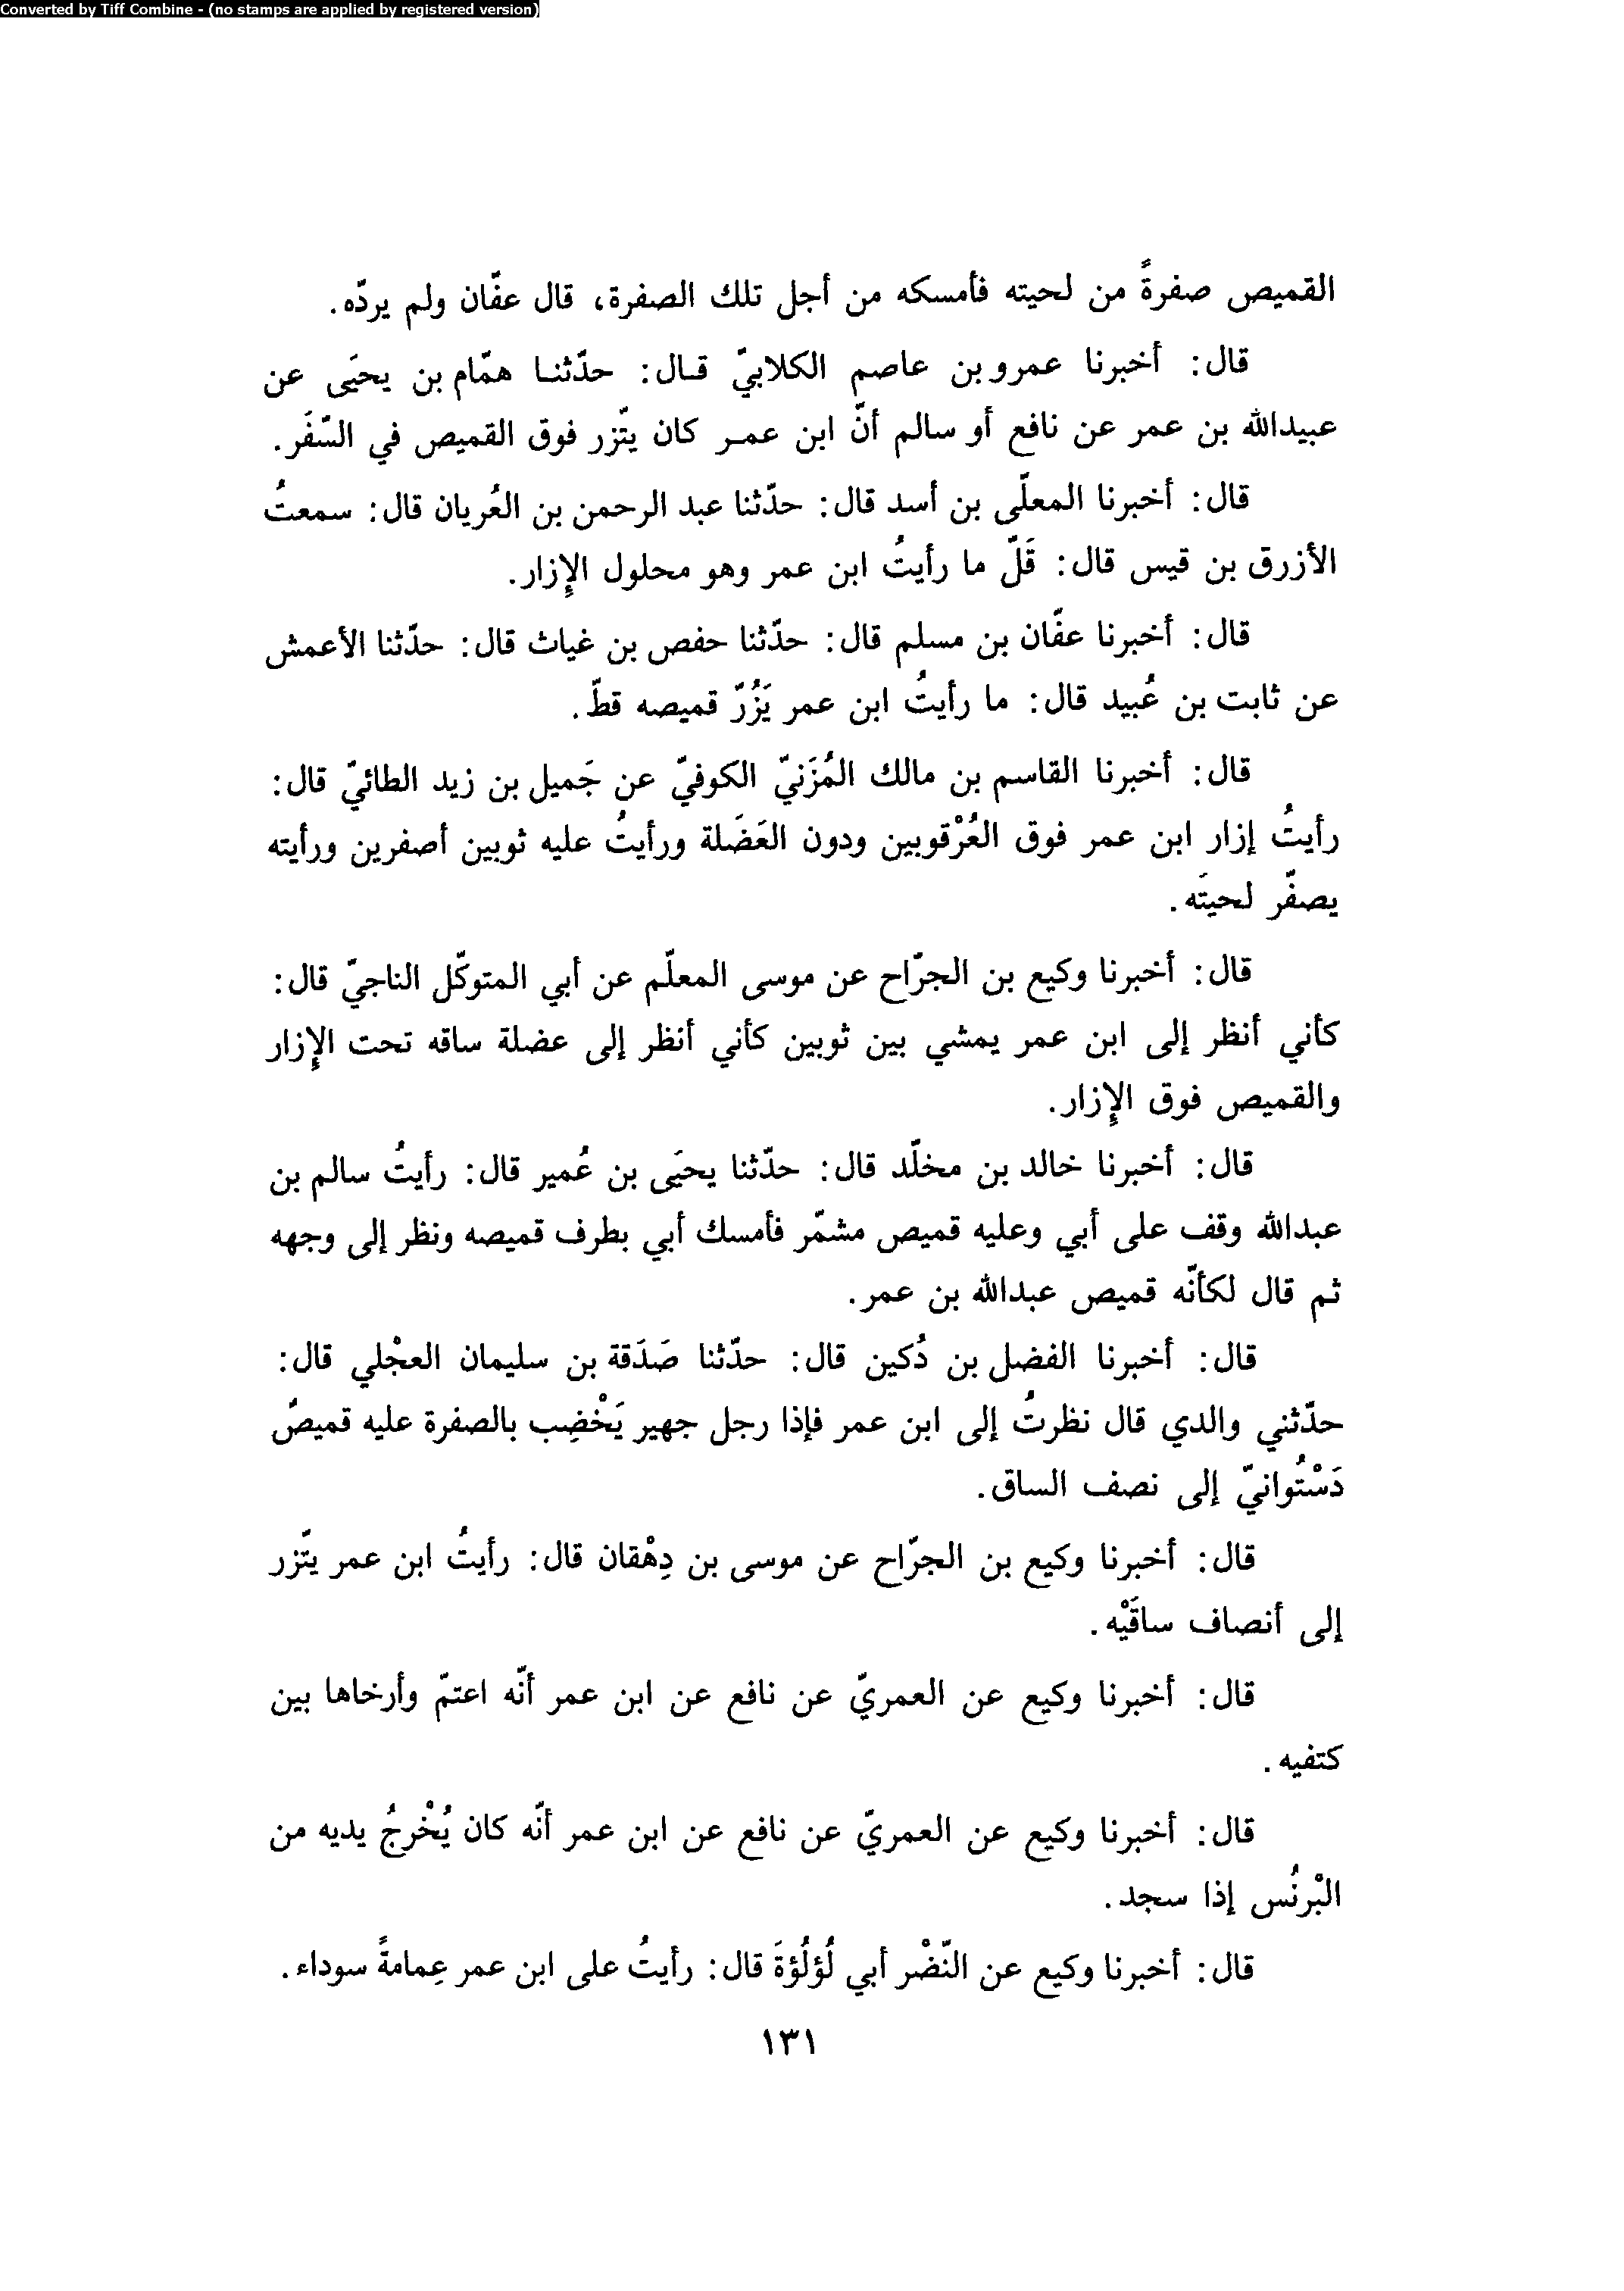 Converted by Tiff Combine - (no stamps are applied by registered version)
القميص صفرةً من لحيته فأمسكه من أجل تلك الصفرة، قال عفّان ولم يردّه.
قال: أخبرنا عمرو بن عاصم الكلابيّ قال: حدّثنا همّام بن يحيَى عن
عبيدالله بن عمر عن نافع أو سالم أنّ ابن عمر كان يتّزر فوق القميص في السّفَر.
قال: أخبرنا المعلّى بن أسد قال: حدّثنا عبد الرحمن بن العُريان قال: سمعتُ
الأزرق بن قيس قال: قَلّ ما رأيتُ ابن عمر وهو محلول الإِزار.
قال: أخبرنا عفّان بن مسلم قال: حدّثنا حفص بن غياث قال: حدّثنا الأعمش
عن ثابت بن عُبيد قال: ما رأيتُ ابن عمر يَزُرّ قميصه قطّ.
قال: أخبرنا القاسم بن مالك المُزَنيّ الكوفيّ عن جَميل بن زيد الطائيّ قال:
رأيتُ إزار ابن عمر فوق العُرْقوبين ودون العَضَلة ورأيتُ عليه ثوبين أصفرين ورأيته
يصفّر لحيتَه.
قال: أخبرنا وكيع بن الجرّاح عن موسى المعلّم عن أبي المتوكّل الناجيّ قال:
كأني أنظر إلى ابن عمر يمشي بين ثوبين كأني أنظر إلى عضلة ساقه تحت الإِزار
والقميص فوق الإِزار.
قال: أخبرنا خالد بن مخلّد قال: حدّثنا يحيَى بن عُمير قال: رأيتُ سالم بن
عبدالله وقف على أبي وعليه قميص مشمّر فأمسك أبي بطرف قميصه ونظر إلى وجهه
ثم قال لكأنّه قميص عبدالله بن عمر.
قال: أخبرنا الفضل بن دُكين قال: حدّثنا صَدَقة بن سليمان العجْلي قال:
حدّثني والدي قال نظرتُ إلى ابن عمر فإذا رجل جهير يَخْضِب بالصفرة عليه قميصٌ
دَسْتُوانيّ إلى نصف الساق.
قال: أخبرنا وكيع بن الجرّاح عن موسى بن دِهْقان قال: رأيتُ ابن عمر يتّزر
إلى أنصاف ساقَيْه.
قال: أخبرنا وكيع عن العمريّ عن نافع عن ابن عمر أنّه اعتمّ وأرخاها بين
كتفيه.
قال: أخبرنا وكيع عن العمريّ عن نافع عن ابن عمر أنّه كان يُخْرجُ يديه من
البْرنُس إذا سجد.
قال: أخبرنا وكيع عن النّضْر أبي لُؤلُؤةَ قال: رأيتُ على ابن عمر عِمامةً سوداء.
١٣١